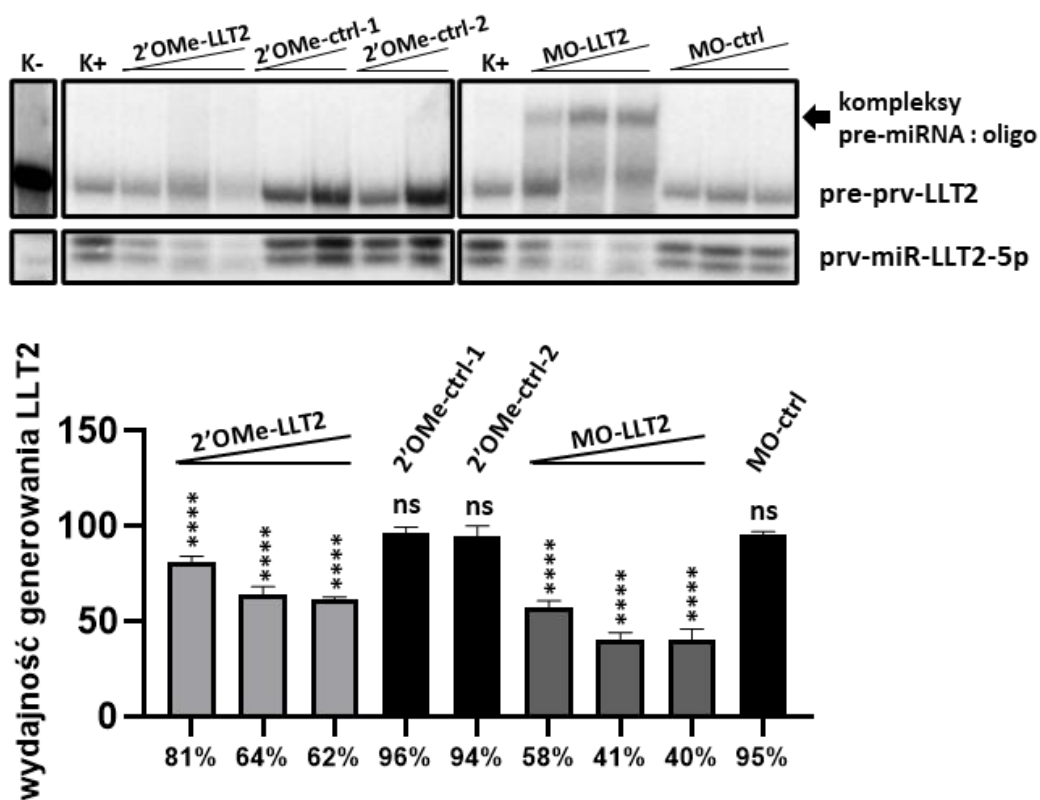 K-
K+
2'OMe-LLT2
2'OMe-ctrl-1
2'OMe-ctrl-2
K+
MO-LLT2
MO-ctrl
kompleksy
pre-miRNA : oligo
pre-prv-LLT2
prv-miR-LLT2-5p
wydajność generowania LLT2
150
100
50
0
2'OMe-LLT2
2'OMe-ctrl-1
2'OMe-ctrl-2
MO-LLT2
MO-ctrl
****
****
****
ns
ns
****
****
****
ns
81% 64% 62% 96% 94% 58% 41% 40% 95%